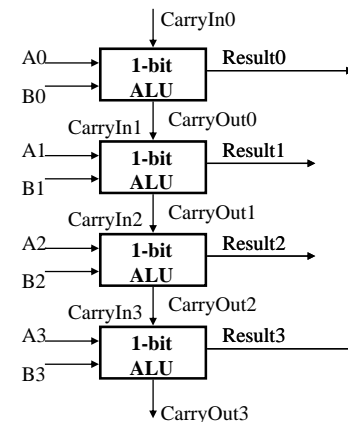 CarryIn0
A0
1-bit
Result0
B0
ALU
CarryOut0
CarryIn1
A1
1-bit
Result1
B1
ALU
CarryOut1
CarryIn2
A2
1-bit
Result2
B2
ALU
CarryOut2
CarryIn3
A3
1-bit
Result3
B3
ALU
CarryOut3